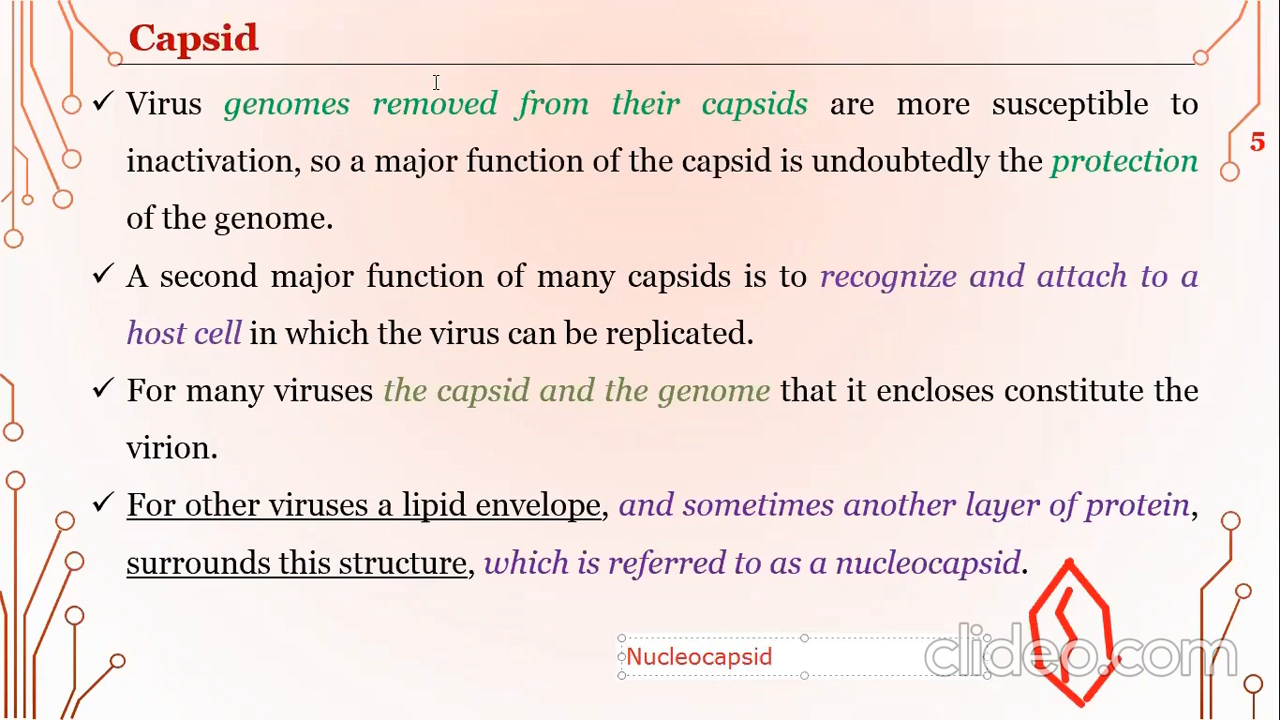 Capsid
✓ Virus genomes removed from their capsids are more susceptible to
inactivation, so a major function of the capsid is undoubtedly the protection
of the genome.
5
✓ A second major function of many capsids is to recognize and attach to a
host cell in which the virus can be replicated.
✓ For many viruses the capsid and the genome that it encloses constitute the
virion.
✓ For other viruses a lipid envelope, and sometimes another layer of protein,
surrounds this structure, which is referred to as a nucleocapsid.
Nucleocapsid
clideo.com